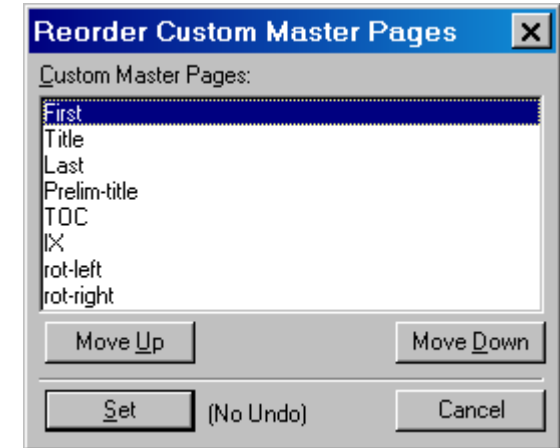 Reorder Custom Master Pages
Custom Master Pages:
First
Title
Last
Prelim-title
TOC
IX
rot-left
rot-right
Move Up Move Down
Set (No Undo) Cancel